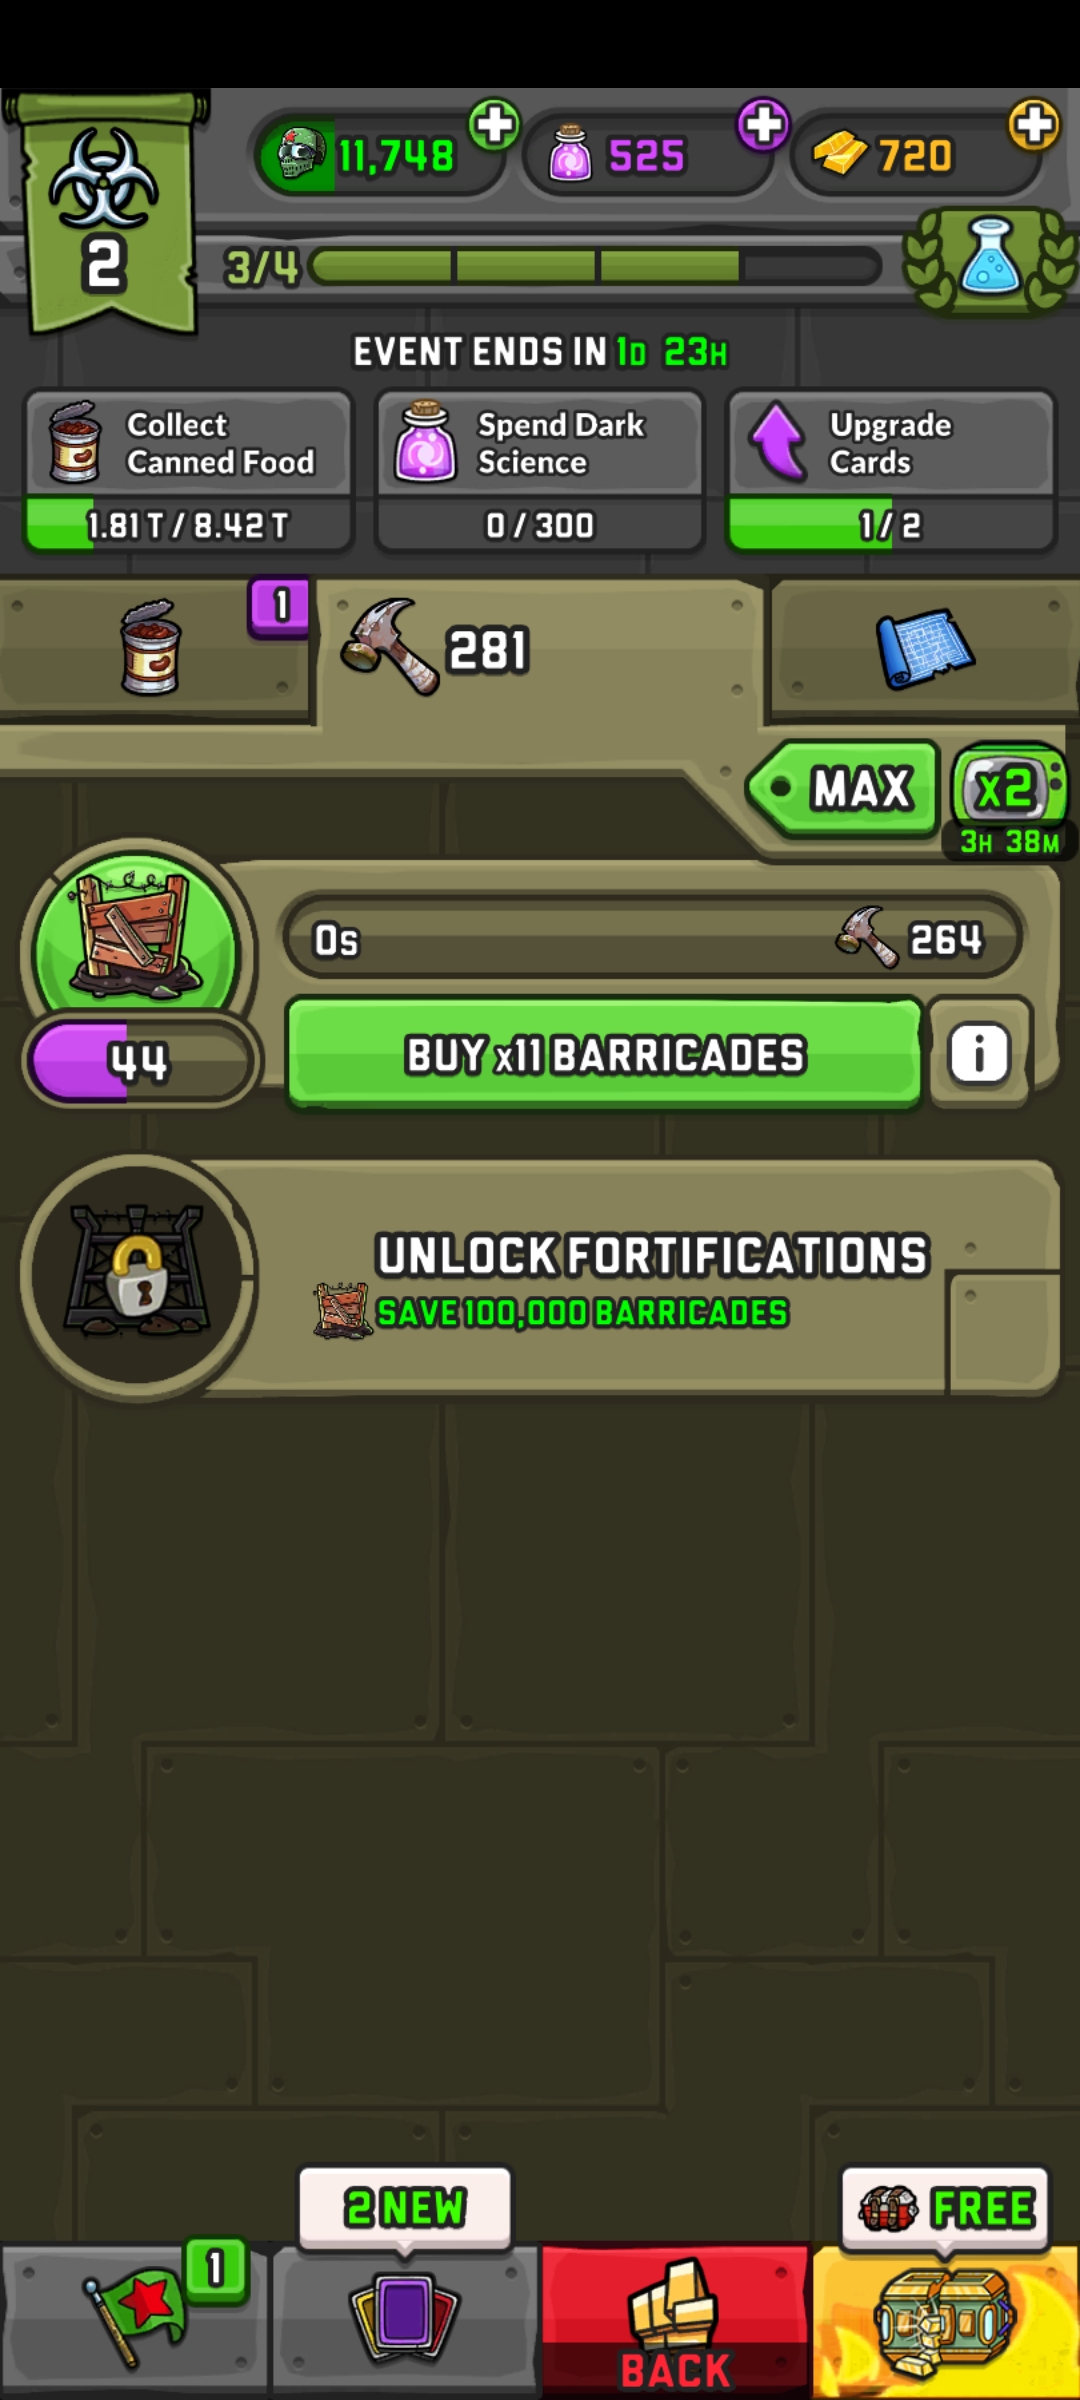 11,748
525
720
2
3/4
EVENT ENDS IN 1D 23H
Collect
Canned Food
1.81T / 8.42T
Spend Dark
Science
0 / 300
Upgrade
Cards
1 / 2
1
281
MAX
x2
3H 38M
0s
264
44
BUY x11 BARRICADES
i
UNLOCK FORTIFICATIONS
SAVE 100,000 BARRICADES
2 NEW
FREE
1
BACK